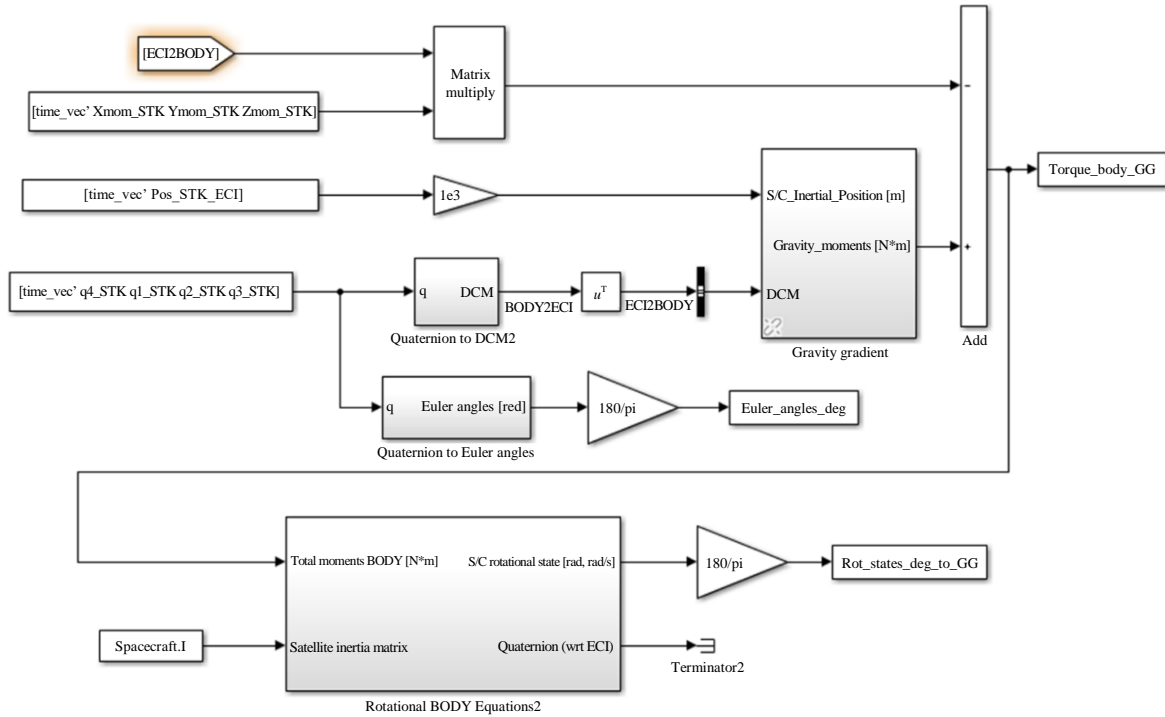 [ECI2BODY]
Matrix
multiply
[time_vec’ Xmom_STK Ymom_STK Zmom_STK]
-
Torque_body_GG
[time_vec’ Pos_STK_ECI]
1e3
S/C_Inertial_Position [m]
Gravity_moments [N*m]
+
[time_vec’ q4_STK q1_STK q2_STK q3_STK]
q
DCM
BODY2ECI
uᵀ
ECI2BODY
DCM
Quaternion to DCM2
Gravity gradient
Add
q
Euler angles [red]
180/pi
Euler_angles_deg
Quaternion to Euler angles
Total moments BODY [N*m]
S/C rotational state [rad, rad/s]
180/pi
Rot_states_deg_to_GG
Spacecraft.I
Satellite inertia matrix
Quaternion (wrt ECI)
Terminator2
Rotational BODY Equations2